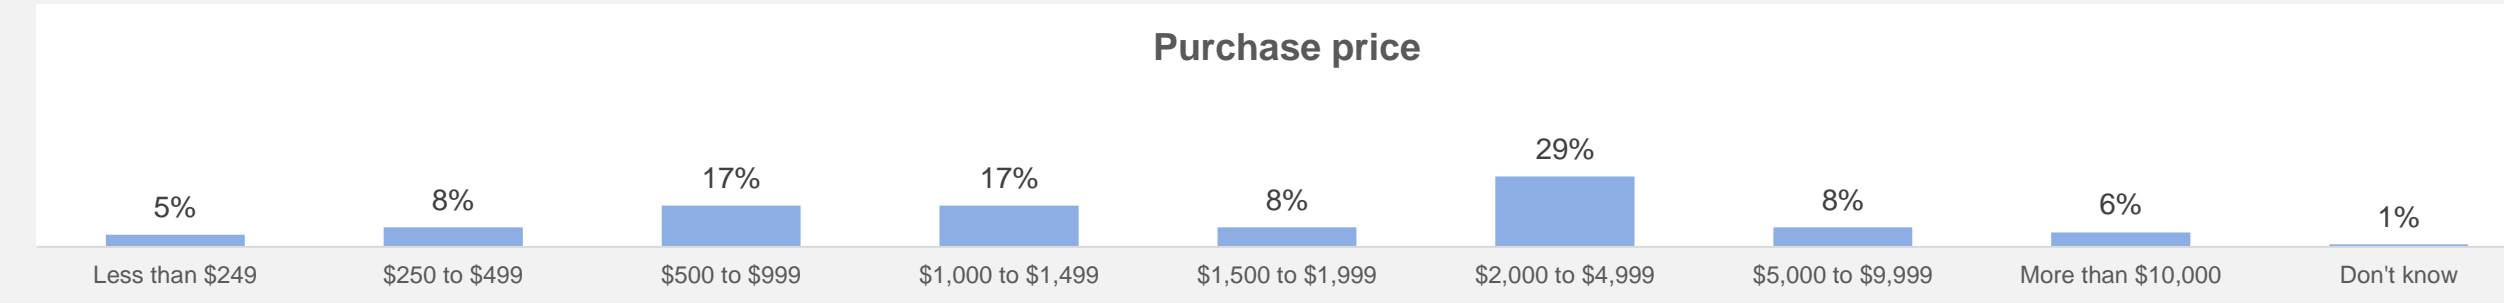 Purchase price
29%
17% 17%
5% 8% 8% 8% 6% 1%
Less than $249 $250 to $499 $500 to $999 $1,000 to $1,499 $1,500 to $1,999 $2,000 to $4,999 $5,000 to $9,999 More than $10,000 Don't know